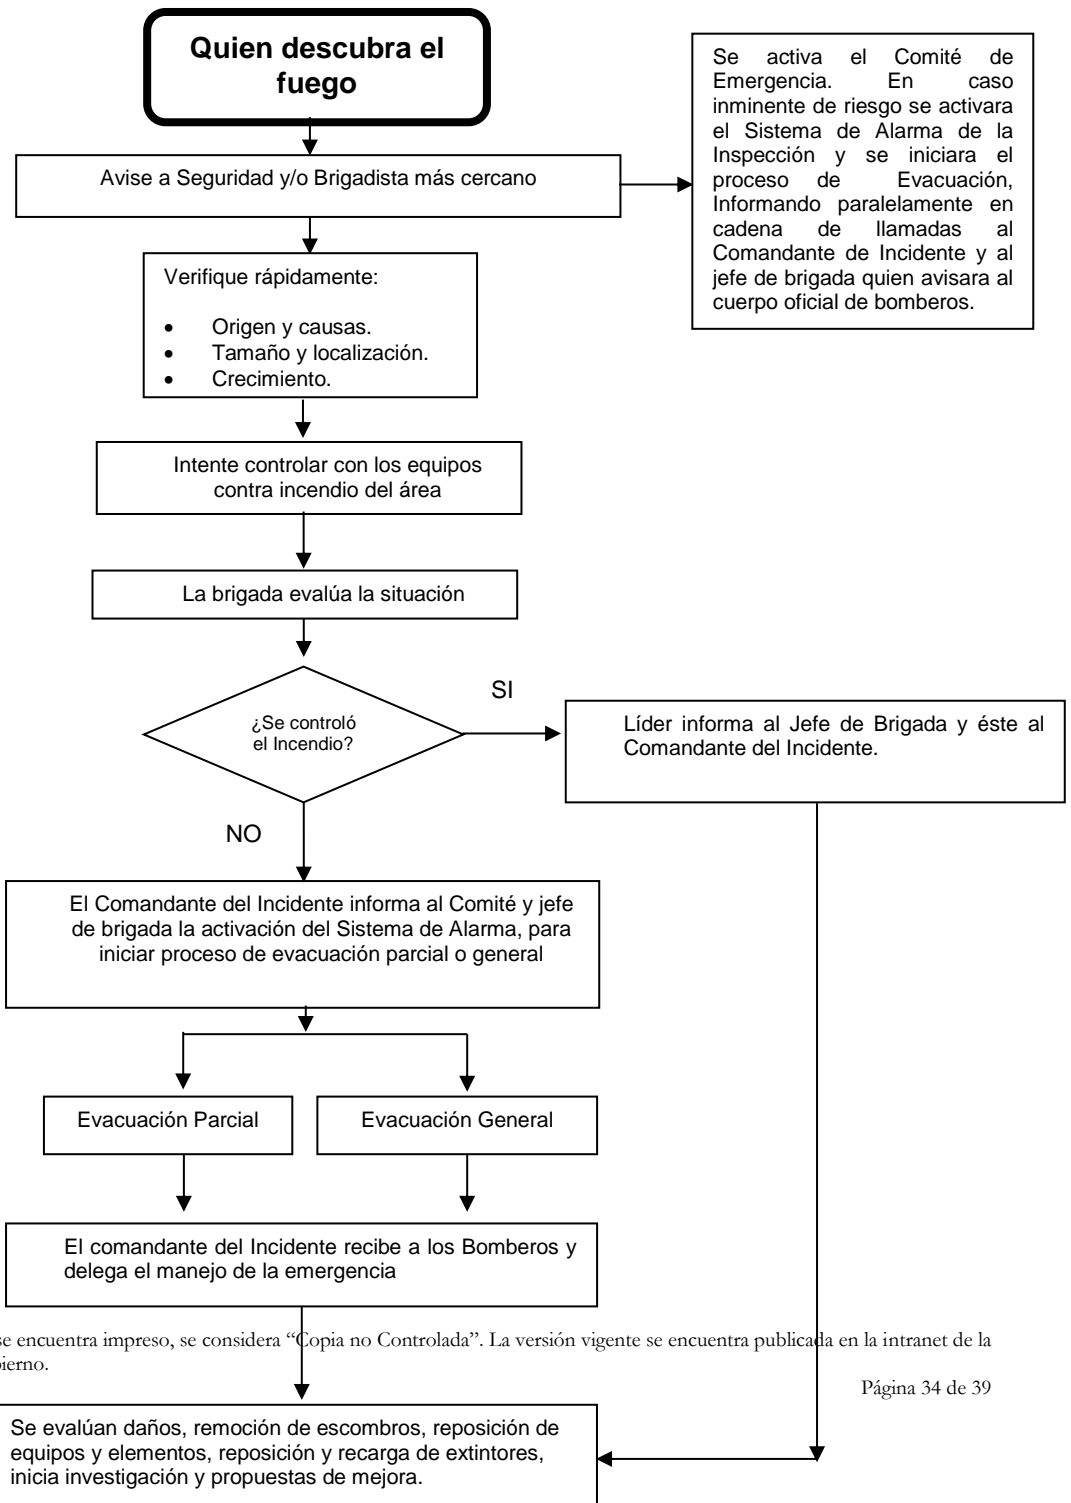 Quien descubra el
fuego
Se activa el Comité de
Emergencia. En caso
inminente de riesgo se activara
el Sistema de Alarma de la
Inspección y se iniciara el
proceso de Evacuación,
Informando paralelamente en
cadena de llamadas al
Comandante de Incidente y al
jefe de brigada quien avisara al
cuerpo oficial de bomberos.
Avise a Seguridad y/o Brigadista más cercano
Verifique rápidamente:
• Origen y causas.
• Tamaño y localización.
• Crecimiento.
Intente controlar con los equipos
contra incendio del área
La brigada evalúa la situación
¿Se controló
el Incendio?
SI
Líder informa al Jefe de Brigada y éste al
Comandante del Incidente.
NO
El Comandante del Incidente informa al Comité y jefe
de brigada la activación del Sistema de Alarma, para
iniciar proceso de evacuación parcial o general
Evacuación Parcial
Evacuación General
El comandante del Incidente recibe a los Bomberos y
delega el manejo de la emergencia
se encuentra impreso, se considera “Copia no Controlada”. La versión vigente se encuentra publicada en la intranet de la
bierno.
Página 34 de 39
Se evalúan daños, remoción de escombros, reposición de
equipos y elementos, reposición y recarga de extintores,
inicia investigación y propuestas de mejora.